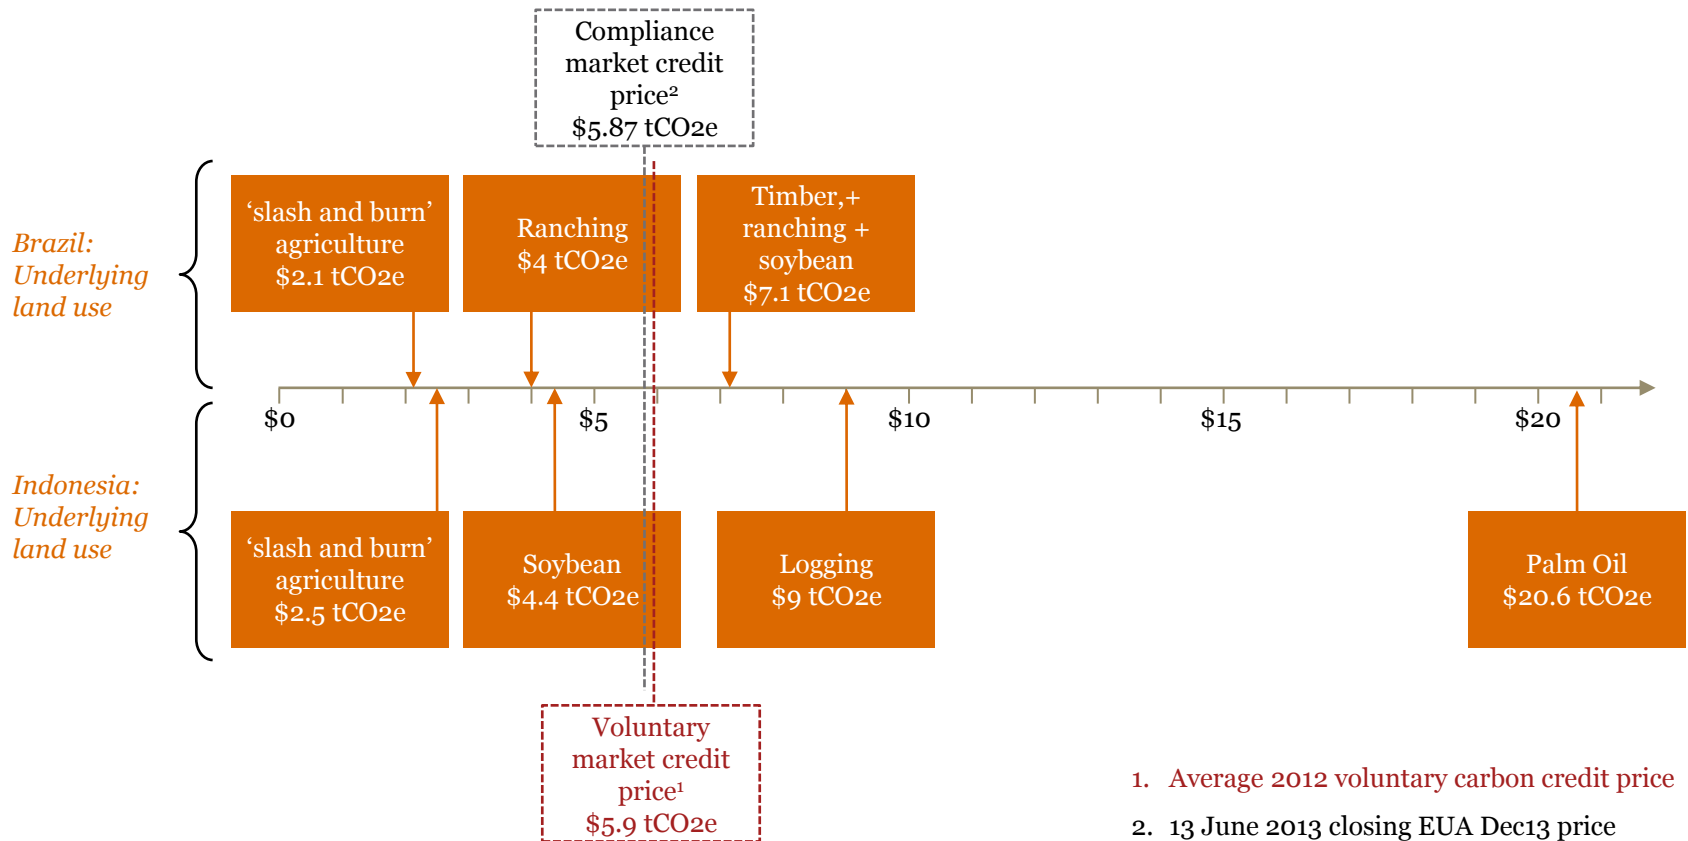 Compliance
market credit
price²
$5.87 tCO2e
Brazil:
Underlying
land use
‘slash and burn’
agriculture
$2.1 tCO2e
Ranching
$4 tCO2e
Timber,+
ranching +
soybean
$7.1 tCO2e
$0
$5
$10
$15
$20
Indonesia:
Underlying
land use
‘slash and burn’
agriculture
$2.5 tCO2e
Soybean
$4.4 tCO2e
Logging
$9 tCO2e
Palm Oil
$20.6 tCO2e
Voluntary
market credit
price¹
$5.9 tCO2e
1. Average 2012 voluntary carbon credit price
2. 13 June 2013 closing EUA Dec13 price